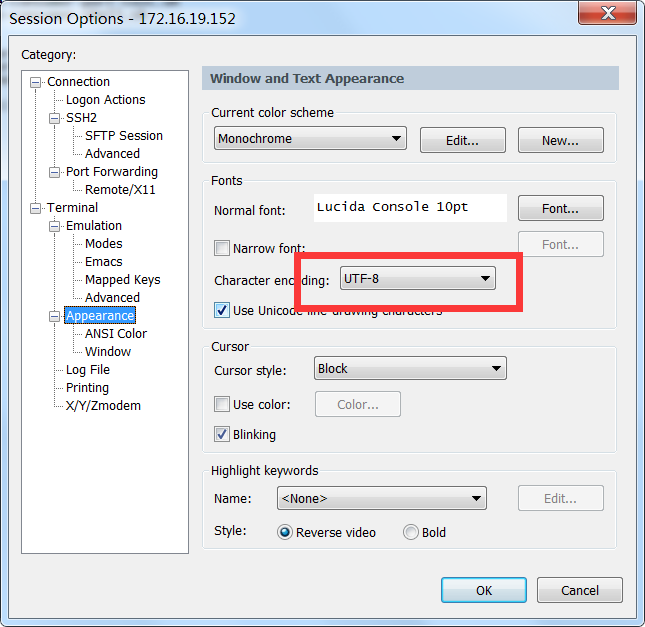 Session Options - 172.16.19.152
Category:
Connection
Logon Actions
SSH2
SFTP Session
Advanced
Port Forwarding
Remote/X11
Terminal
Emulation
Modes
Emacs
Mapped Keys
Advanced
Appearance
ANSI Color
Window
Log File
Printing
X/Y/Zmodem
Window and Text Appearance
Current color scheme
Monochrome
Edit...
New...
Fonts
Normal font:
Lucida Console 10pt
Font...
Narrow font:
Font...
Character encoding:
UTF-8
Use Unicode line-drawing characters
Cursor
Cursor style:
Block
Use color:
Color...
Blinking
Highlight keywords
Name:
<None>
Edit...
Style:
Reverse video
Bold
OK
Cancel